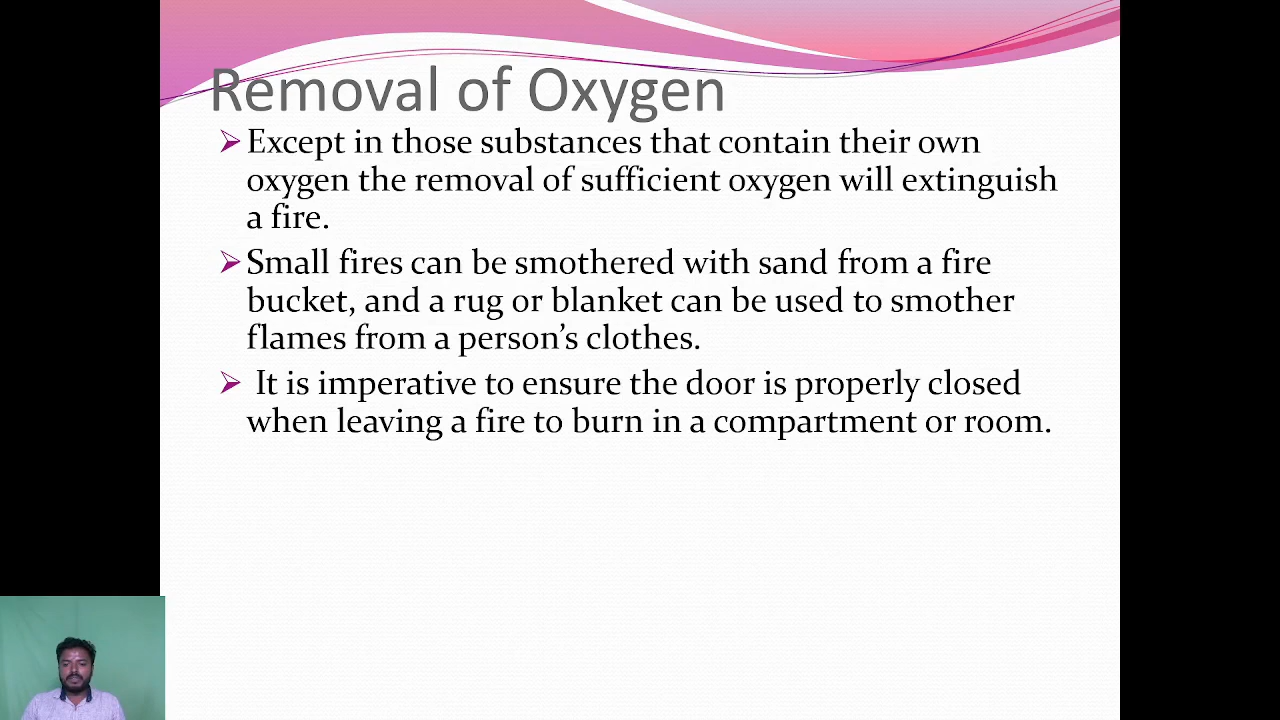 Removal of Oxygen
Except in those substances that contain their own
oxygen the removal of sufficient oxygen will extinguish
a fire.
Small fires can be smothered with sand from a fire
bucket, and a rug or blanket can be used to smother
flames from a person’s clothes.
It is imperative to ensure the door is properly closed
when leaving a fire to burn in a compartment or room.